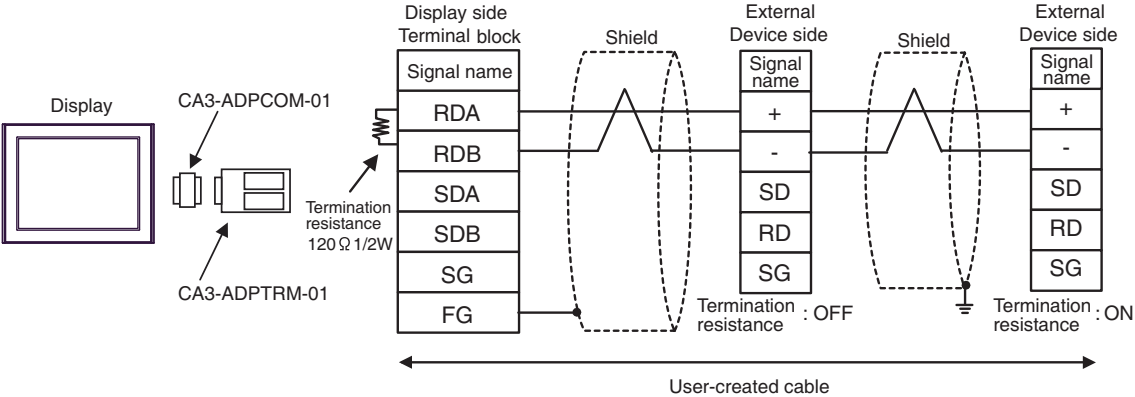 Display
CA3-ADPCOM-01
CA3-ADPTRM-01
Termination
resistance
120Ω1/2W
Display side
Terminal block
Signal name
RDA
RDB
SDA
SDB
SG
FG
Shield
External
Device side
Signal
name
+
-
SD
RD
SG
Termination
resistance : OFF
Shield
External
Device side
Signal
name
+
-
SD
RD
SG
Termination
resistance : ON
User-created cable